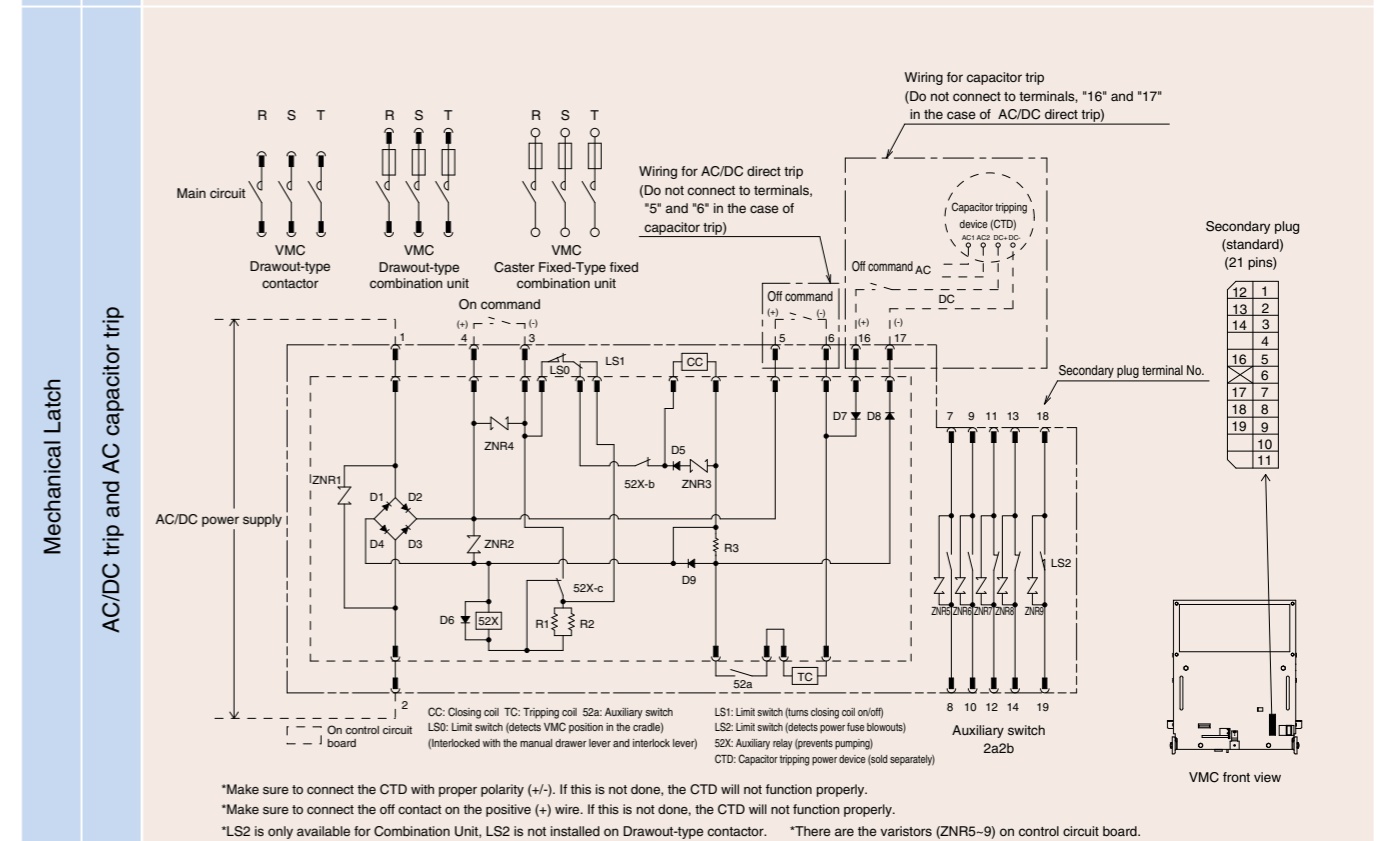 Mechanical Latch
AC/DC trip and AC capacitor trip
Wiring for capacitor trip
(Do not connect to terminals, "16" and "17"
in the case of AC/DC direct trip)
R S T
R S T
R S T
Main circuit
VMC
Drawout-type
contactor
VMC
Drawout-type
combination unit
VMC
Caster Fixed-Type fixed
combination unit
Wiring for AC/DC direct trip
(Do not connect to terminals,
"5" and "6" in the case of
capacitor trip)
Capacitor tripping
device (CTD)
AC1 AC2 DC+ DC-
Off command AC
DC
Secondary plug
(standard)
(21 pins)
12 1
13 2
14 3
4
16 5
6
17 7
18 8
19 9
10
11
On command
(+) (-)
Off command
(+) (-)
(+) (-)
1 4 3 5 6 16 17
LS0
LS1
CC
Secondary plug terminal No.
D7 D8
7 9 11 13 18
ZNR4
D5
52X-b
ZNR3
ZNR1
D1 D2
D4 D3
AC/DC power supply
ZNR2
R3
D9
LS2
52X-c
D6
52X
R1 R2
ZNR5 ZNR6 ZNR7 ZNR8 ZNR9
52a
TC
2
8 10 12 14 19
Auxiliary switch
2a2b
VMC front view
On control circuit
board
CC: Closing coil TC: Tripping coil 52a: Auxiliary switch
LS0: Limit switch (detects VMC position in the cradle)
(Interlocked with the manual drawer lever and interlock lever)
LS1: Limit switch (turns closing coil on/off)
LS2: Limit switch (detects power fuse blowouts)
52X: Auxiliary relay (prevents pumping)
CTD: Capacitor tripping power device (sold separately)
*Make sure to connect the CTD with proper polarity (+/-). If this is not done, the CTD will not function properly.
*Make sure to connect the off contact on the positive (+) wire. If this is not done, the CTD will not function properly.
*LS2 is only available for Combination Unit, LS2 is not installed on Drawout-type contactor. *There are the varistors (ZNR5~9) on control circuit board.